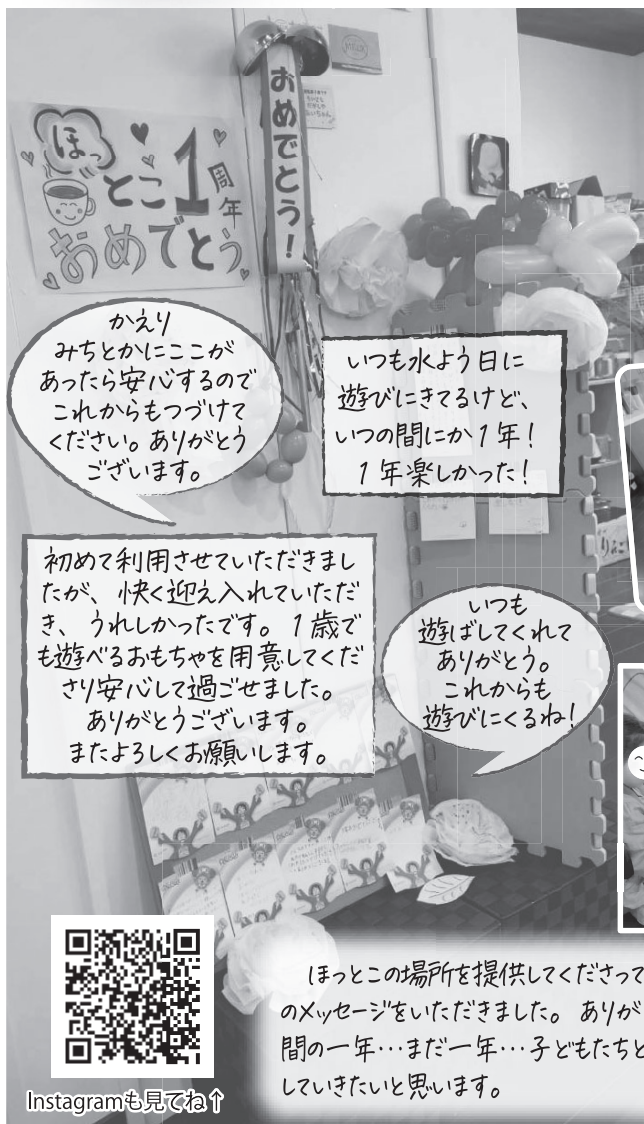 おめでとう!
ほっ
とこ1周年
おめでとう
かえり
みちとかにここが
あったら安心するので
これからもつづけて
ください。ありがとう
ございます。
いつも水よう日に
遊びにきてるけど、
いつの間にか1年!
1年楽しかった!
初めて利用させていただきまし
たが、快く迎え入れていただ
き、うれしかったです。1歳で
も遊べるおもちゃを用意してくだ
さり安心して過ごせました。
ありがとうございます。
またよろしくお願いします。
いつも
遊ばしてくれて
ありがとう。
これからも
遊びにくるね!
ほっとこの場所を提供してくださって
のメッセージをいただきました。ありが
間の一年…まだ一年…子どもたちと
していきたいと思います。
Instagramも見てね↑